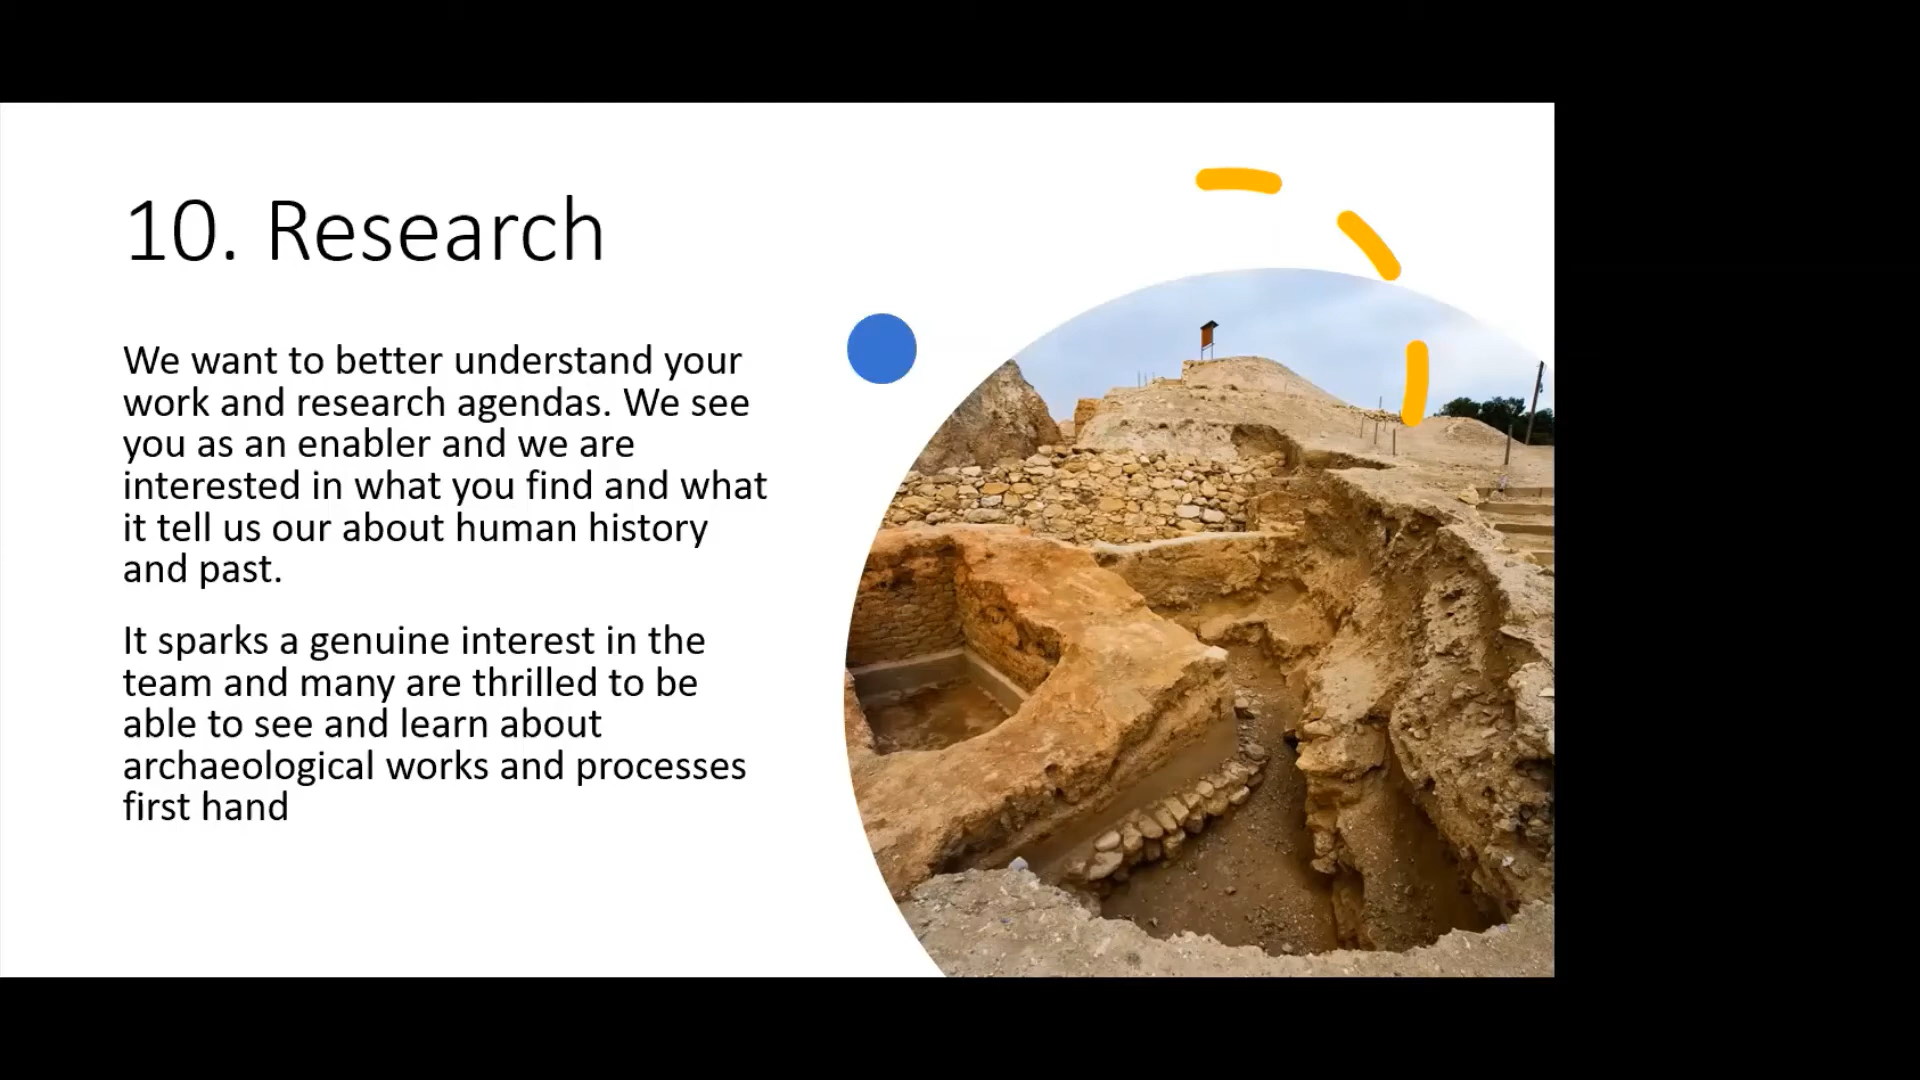 10. Research
We want to better understand your
work and research agendas. We see
you as an enabler and we are
interested in what you find and what
it tell us our about human history
and past.
It sparks a genuine interest in the
team and many are thrilled to be
able to see and learn about
archaeological works and processes
first hand